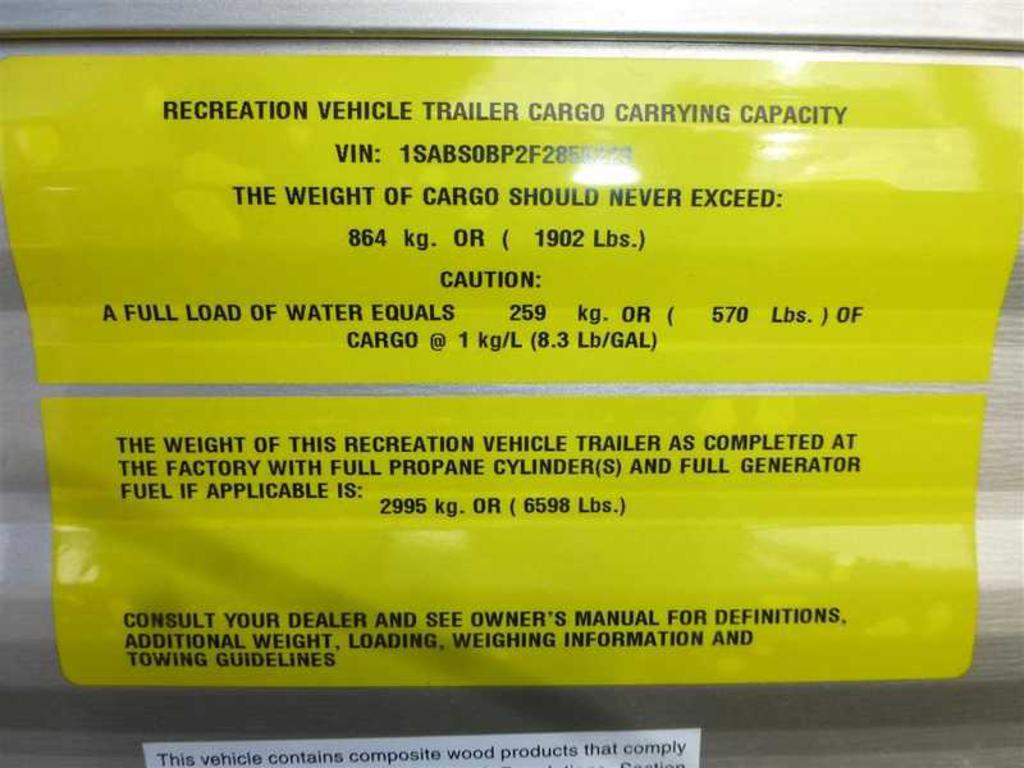 RECREATION VEHICLE TRAILER CARGO CARRYING CAPACITY
VIN:
THE WEIGHT OF CARGO SHOULD NEVER EXCEED:
864 kg. OR ( 1902 Lbs.)
CAUTION:
A FULL LOAD OF WATER EQUALS 259 kg. OR ( 570 Lbs. ) OF
CARGO @ 1 kg/L (8.3 Lb/GAL)
THE WEIGHT OF THIS RECREATION VEHICLE TRAILER AS COMPLETED AT
THE FACTORY WITH FULL PROPANE CYLINDER(S) AND FULL GENERATOR
FUEL IF APPLICABLE IS:
2995 kg. OR ( 6598 Lbs.)
CONSULT YOUR DEALER AND SEE OWNER'S MANUAL FOR DEFINITIONS,
ADDITIONAL WEIGHT, LOADING, WEIGHING INFORMATION AND
TOWING GUIDELINES
This vehicle contains composite wood products that comply